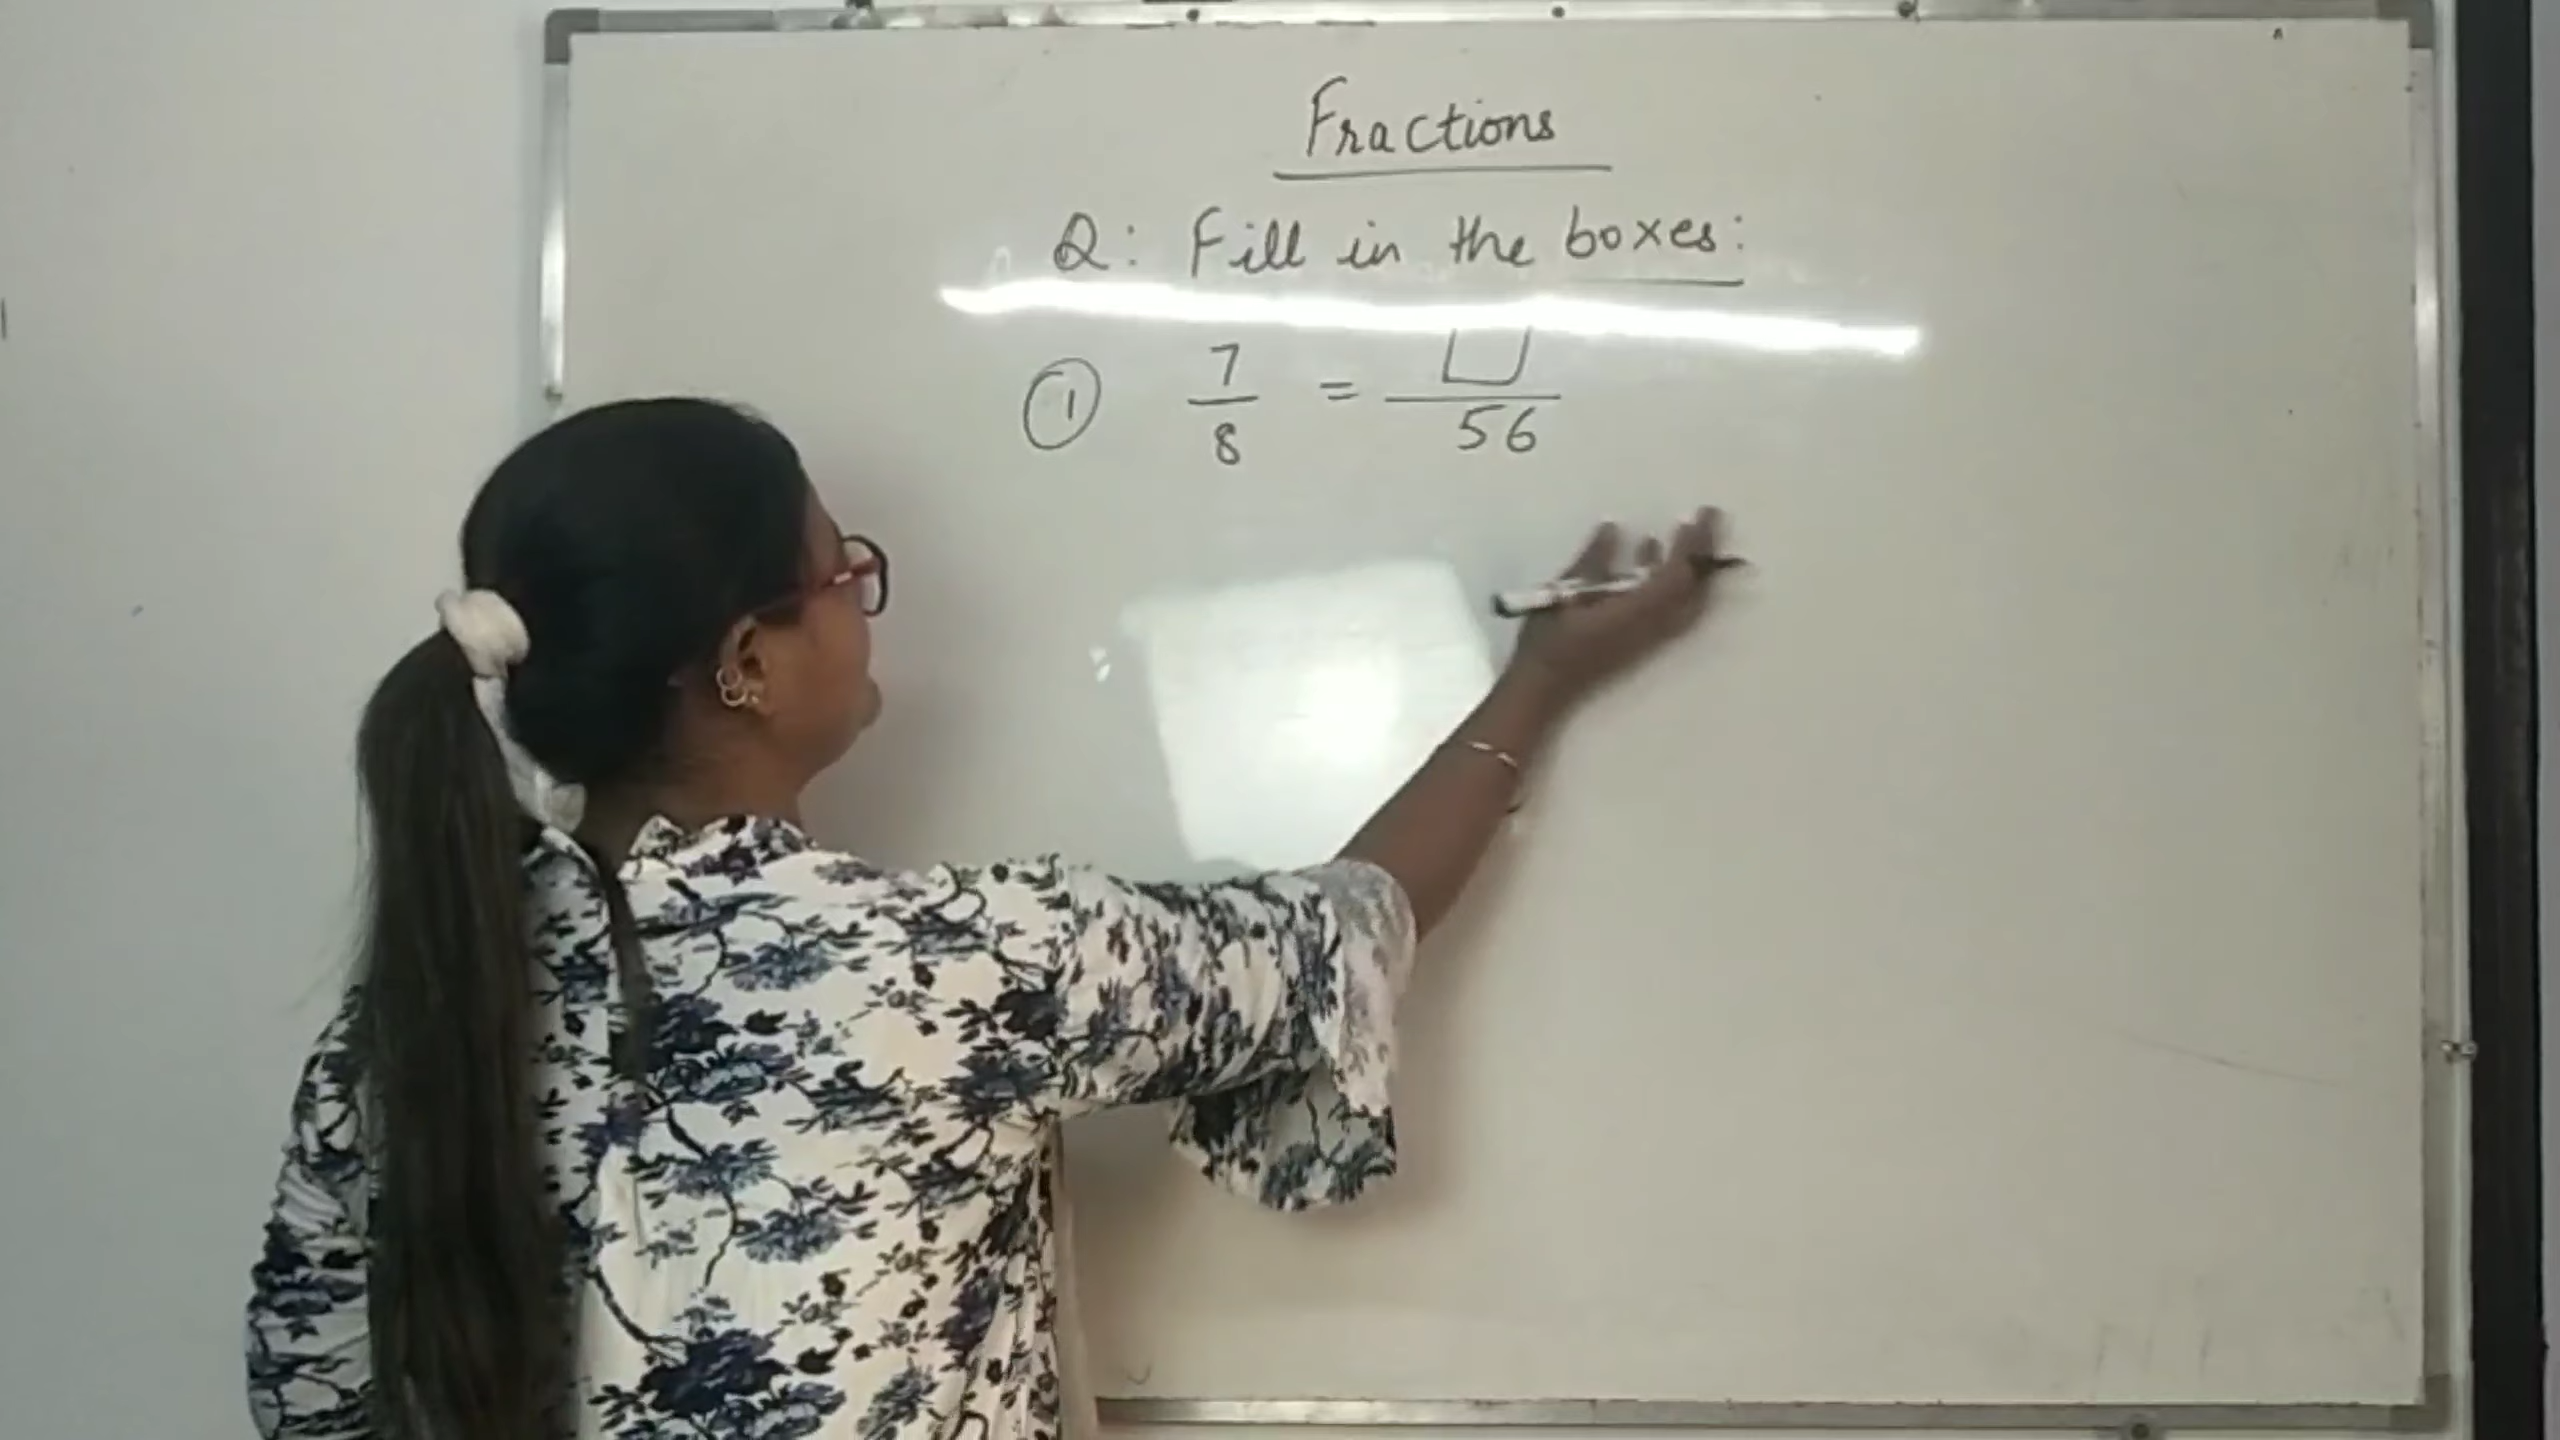 Fractions
Q: Fill in the boxes:
① 7/8 = □/56